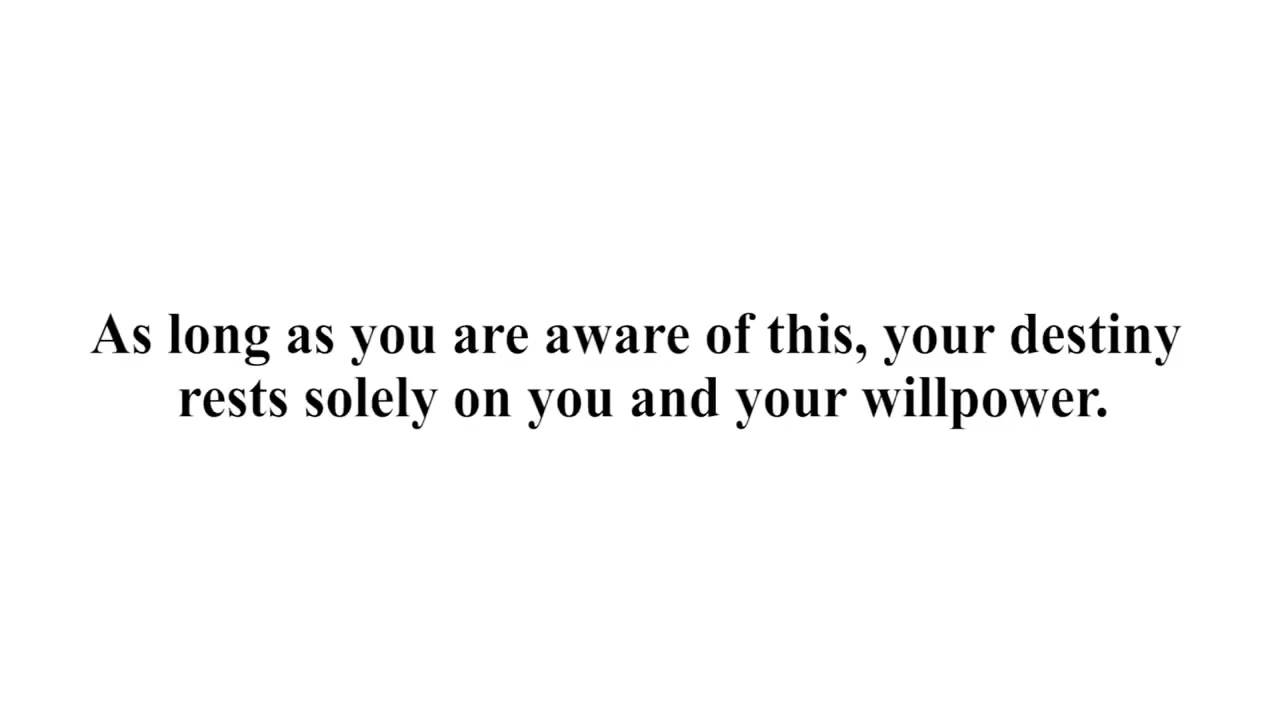 As long as you are aware of this, your destiny
rests solely on you and your willpower.